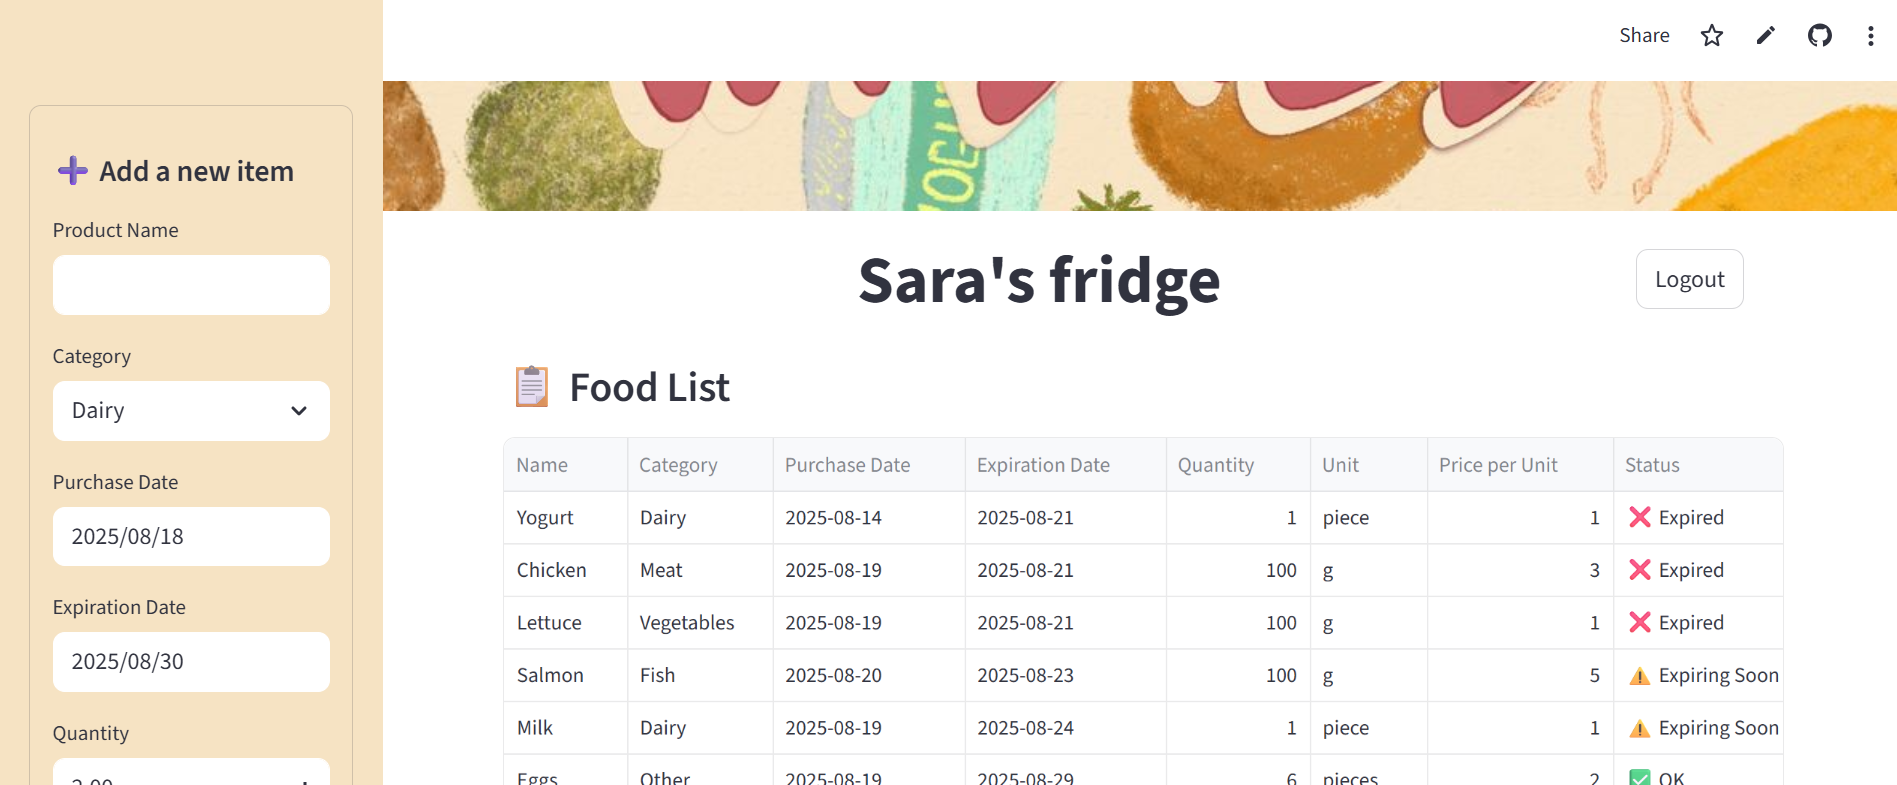 Share
Add a new item
Product Name
Category
Dairy
Purchase Date
2025/08/18
Expiration Date
2025/08/30
Quantity
Sara's fridge
Logout
Food List
Name Category Purchase Date Expiration Date Quantity Unit Price per Unit Status
Yogurt Dairy 2025-08-14 2025-08-21 1 piece 1 Expired
Chicken Meat 2025-08-19 2025-08-21 100 g 3 Expired
Lettuce Vegetables 2025-08-19 2025-08-21 100 g 1 Expired
Salmon Fish 2025-08-20 2025-08-23 100 g 5 Expiring Soon
Milk Dairy 2025-08-19 2025-08-24 1 piece 1 Expiring Soon
Eggs Other 2025-08-19 2025-08-29 6 pieces 2 OK